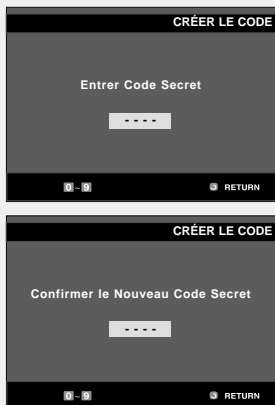 CRÉER LE CODE
Entrer Code Secret
- - - -
0 ~ 9 RETURN
CRÉER LE CODE
Confirmer le Nouveau Code Secret
- - - -
0 ~ 9 RETURN